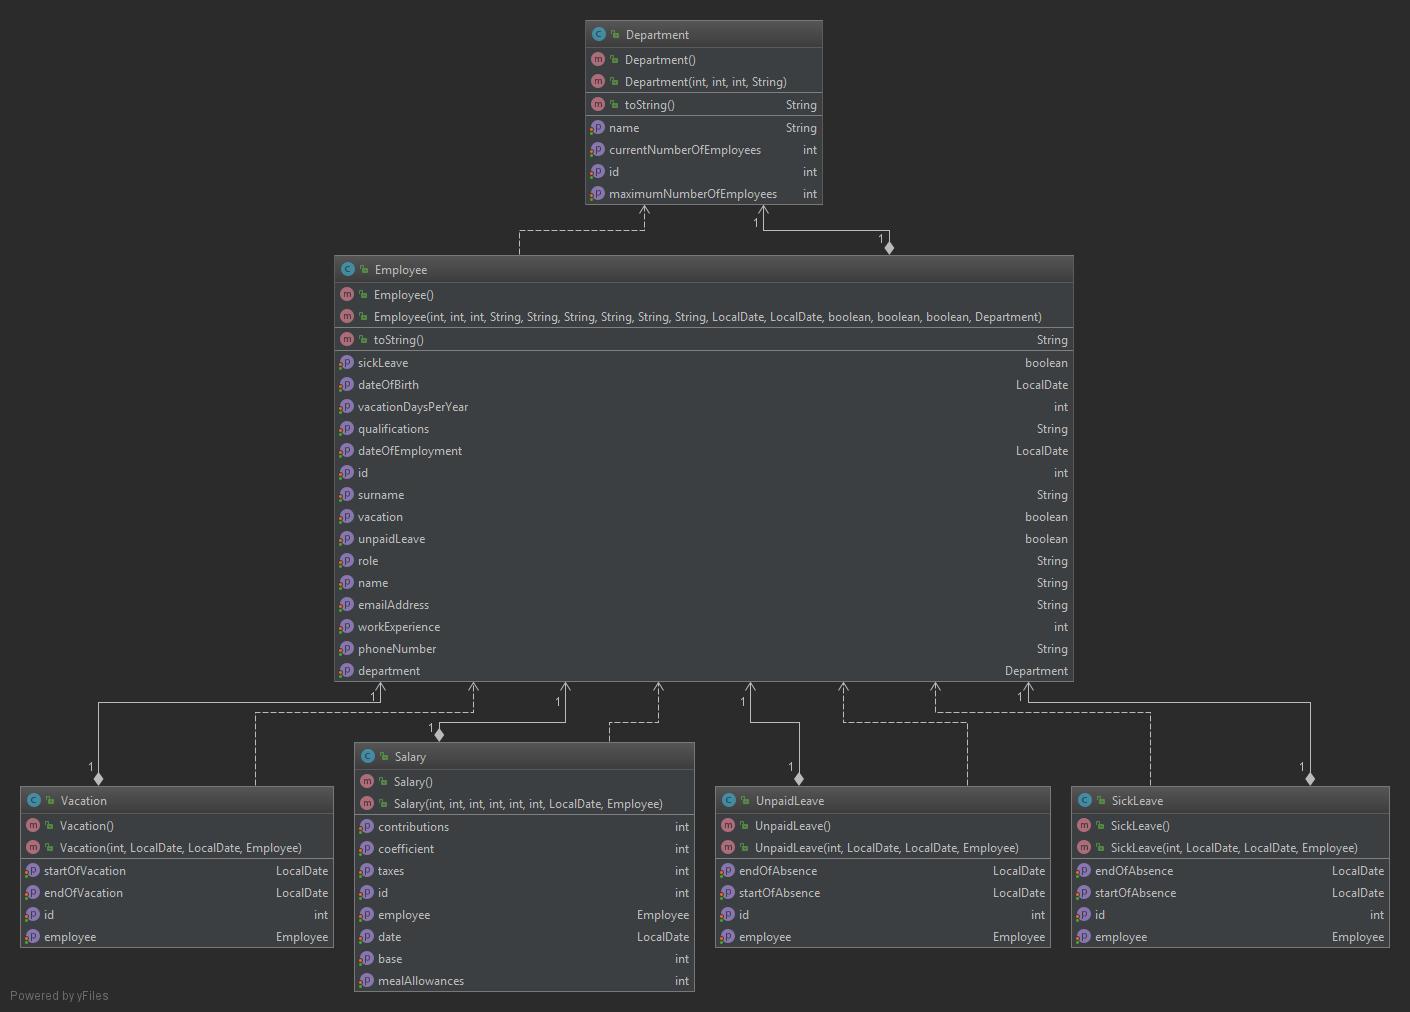 Department
Department()
Department(int, int, int, String)
toString() String
name String
currentNumberOfEmployees int
id int
maximumNumberOfEmployees int
1
1
Employee
Employee()
Employee(int, int, int, String, String, String, String, String, String, LocalDate, LocalDate, boolean, boolean, boolean, Department)
toString() String
sickLeave boolean
dateOfBirth LocalDate
vacationDaysPerYear int
qualifications String
dateOfEmployment LocalDate
id int
surname String
vacation boolean
unpaidLeave boolean
role String
name String
emailAddress String
workExperience int
phoneNumber String
department Department
1 1 1 1
1 1 1 1
Vacation
Vacation()
Vacation(int, LocalDate, LocalDate, Employee)
startOfVacation LocalDate
endOfVacation LocalDate
id int
employee Employee
Salary
Salary()
Salary(int, int, int, int, int, int, LocalDate, Employee)
contributions int
coefficient int
taxes int
id int
employee Employee
date LocalDate
base int
mealAllowances int
UnpaidLeave
UnpaidLeave()
UnpaidLeave(int, LocalDate, LocalDate, Employee)
endOfAbsence LocalDate
startOfAbsence LocalDate
id int
employee Employee
SickLeave
SickLeave()
SickLeave(int, LocalDate, LocalDate, Employee)
endOfAbsence LocalDate
startOfAbsence LocalDate
id int
employee Employee
Powered by yFiles